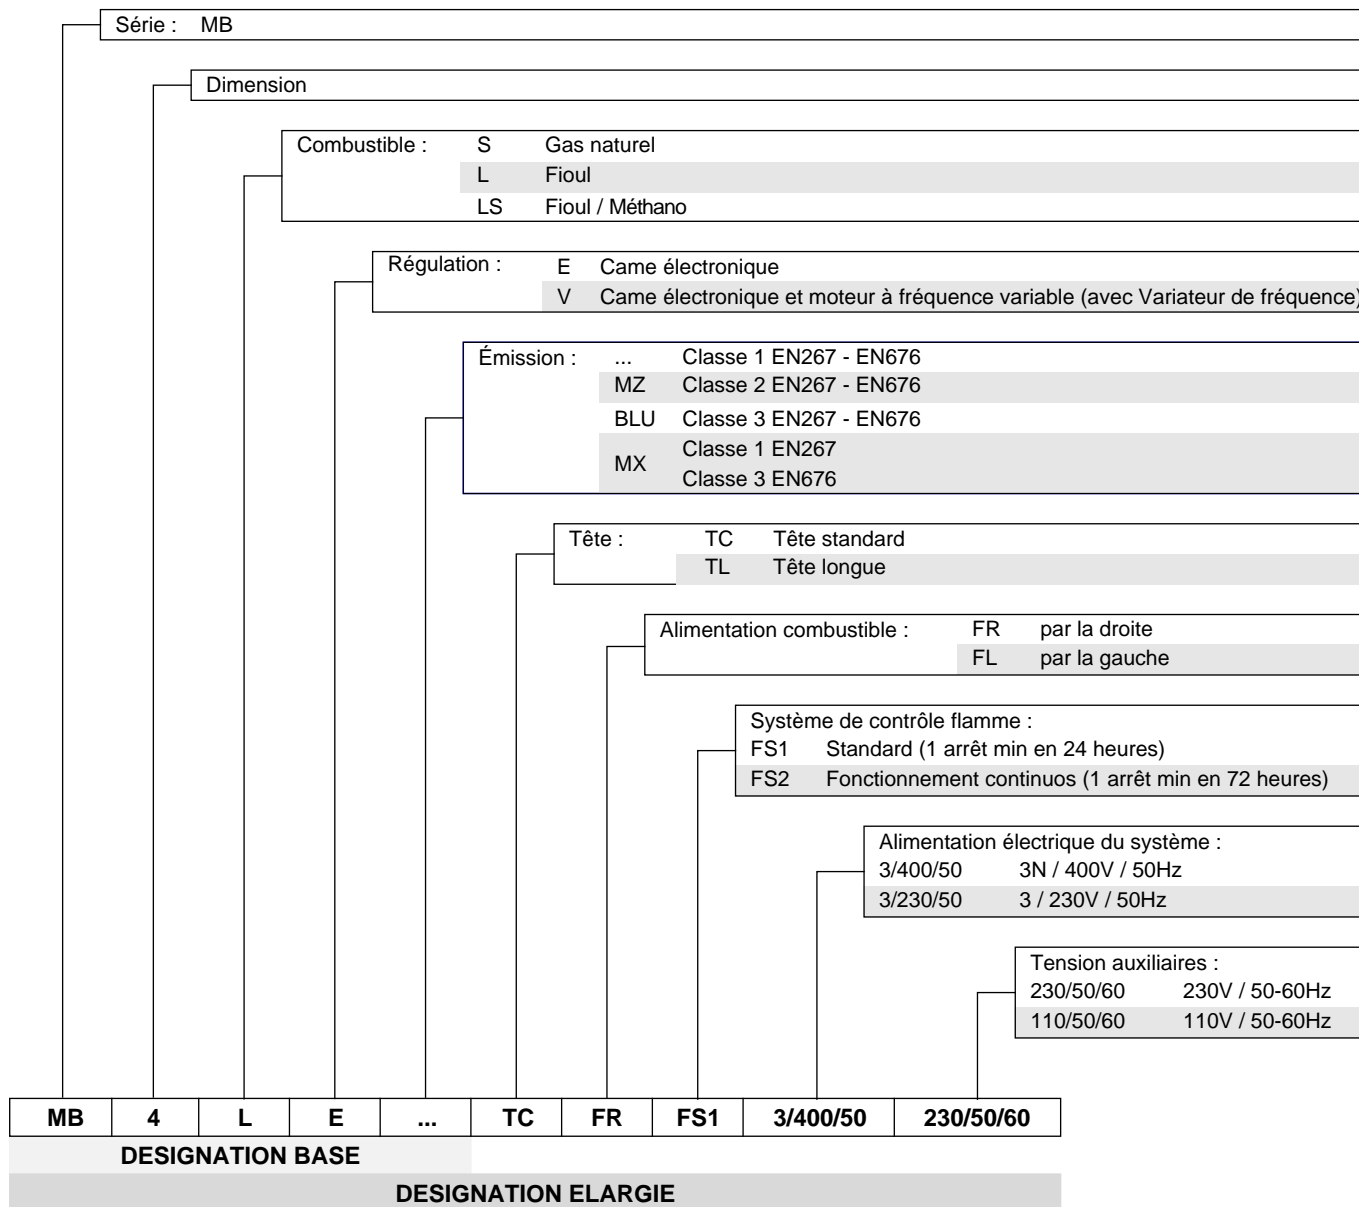 Série : MB
Dimension
Combustible : S Gas naturel
L Fioul
LS Fioul / Méthano
Régulation : E Came électronique
V Came électronique et moteur à fréquence variable (avec Variateur de fréquence)
Émission : ... Classe 1 EN267 - EN676
MZ Classe 2 EN267 - EN676
BLU Classe 3 EN267 - EN676
MX Classe 1 EN267
Classe 3 EN676
Tête : TC Tête standard
TL Tête longue
Alimentation combustible : FR par la droite
FL par la gauche
Système de contrôle flamme :
FS1 Standard (1 arrêt min en 24 heures)
FS2 Fonctionnement continuos (1 arrêt min en 72 heures)
Alimentation électrique du système :
3/400/50 3N / 400V / 50Hz
3/230/50 3 / 230V / 50Hz
Tension auxiliaires :
230/50/60 230V / 50-60Hz
110/50/60 110V / 50-60Hz
MB 4 L E ... TC FR FS1 3/400/50 230/50/60
DESIGNATION BASE
DESIGNATION ELARGIE